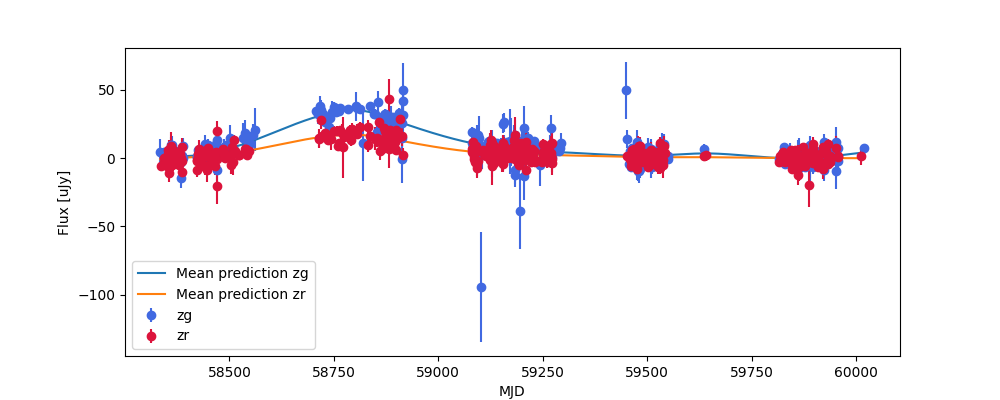 50
0
−50
−100
Flux [uJy]
Mean prediction zg
Mean prediction zr
zg
zr
58500 58750 59000 59250 59500 59750 60000
MJD